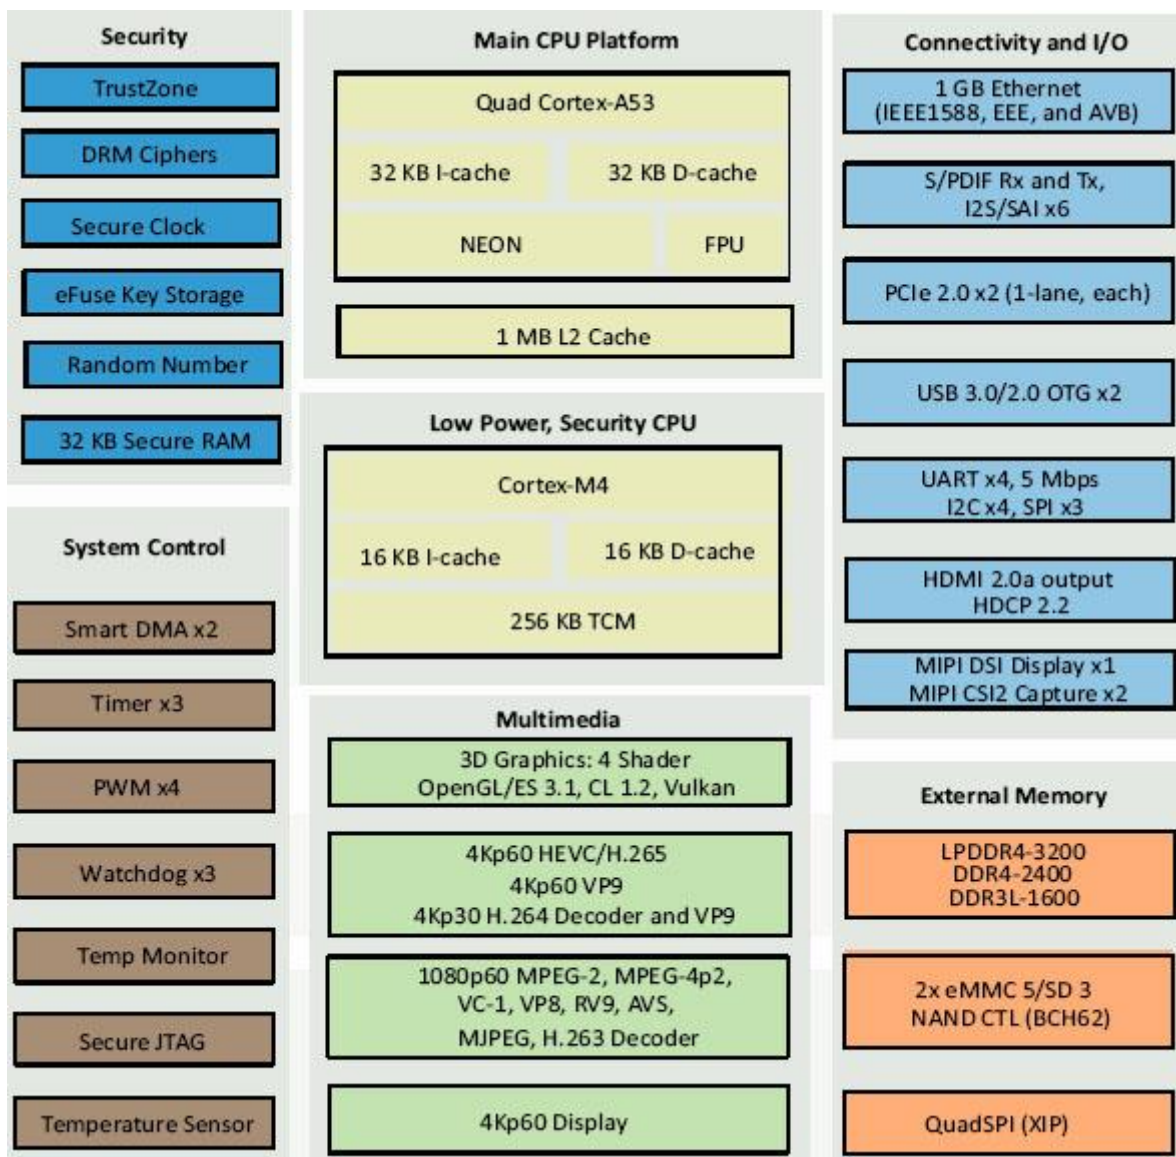 Security
TrustZone
DRM Ciphers
Secure Clock
eFuse Key Storage
Random Number
32 KB Secure RAM
System Control
Smart DMA x2
Timer x3
PWM x4
Watchdog x3
Temp Monitor
Secure JTAG
Temperature Sensor
Main CPU Platform
Quad Cortex-A53
32 KB I-cache
32 KB D-cache
NEON
FPU
1 MB L2 Cache
Low Power, Security CPU
Cortex-M4
16 KB I-cache
16 KB D-cache
256 KB TCM
Multimedia
3D Graphics: 4 Shader
OpenGL/ES 3.1, CL 1.2, Vulkan
4Kp60 HEVC/H.265
4Kp60 VP9
4Kp30 H.264 Decoder and VP9
1080p60 MPEG-2, MPEG-4p2,
VC-1, VP8, RV9, AVS,
MJPEG, H.263 Decoder
4Kp60 Display
Connectivity and I/O
1 GB Ethernet
(IEEE1588, EEE, and AVB)
S/PDIF Rx and Tx,
I2S/SAI x6
PCIe 2.0 x2 (1-lane, each)
USB 3.0/2.0 OTG x2
UART x4, 5 Mbps
I2C x4, SPI x3
HDMI 2.0a output
HDCP 2.2
MIPI DSI Display x1
MIPI CSI2 Capture x2
External Memory
LPDDR4-3200
DDR4-2400
DDR3L-1600
2x eMMC 5/SD 3
NAND CTL (BCH62)
QuadSPI (XIP)